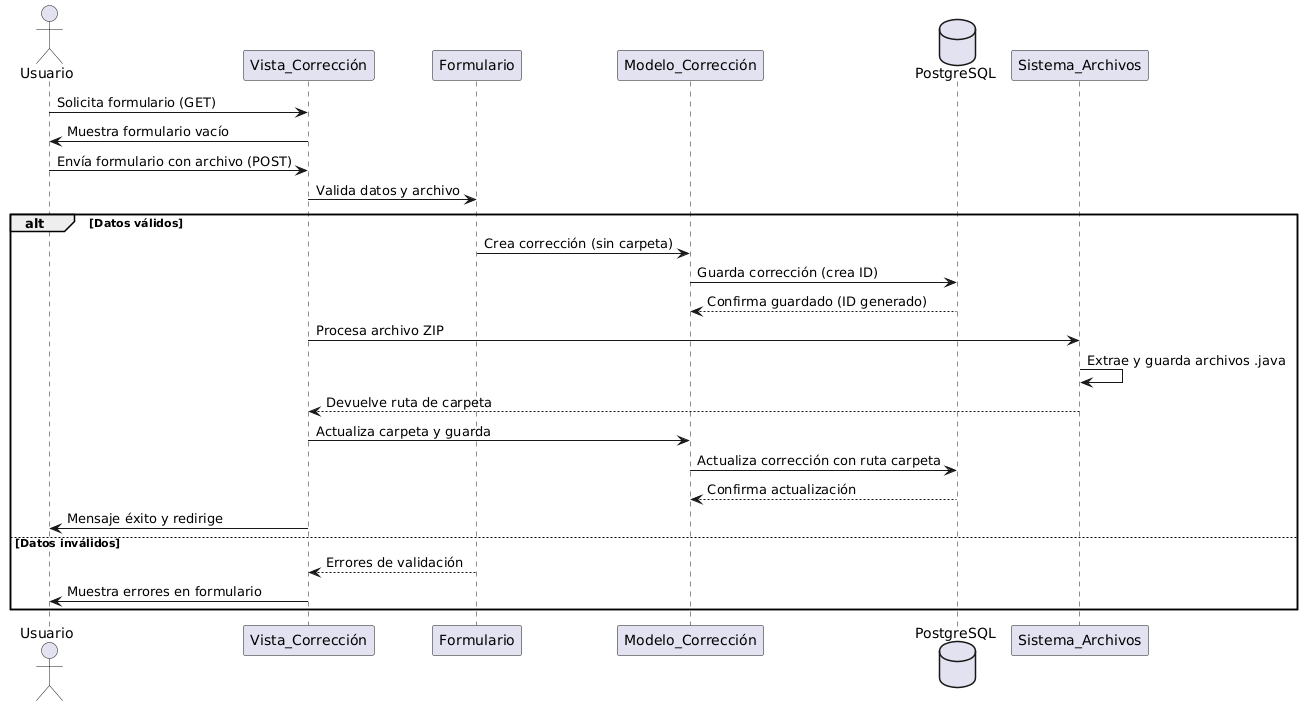 Usuario
Vista_Corrección
Formulario
Modelo_Corrección
PostgreSQL
Sistema_Archivos
Solicita formulario (GET)
Muestra formulario vacío
Envía formulario con archivo (POST)
Valida datos y archivo
alt [Datos válidos]
Crea corrección (sin carpeta)
Guarda corrección (crea ID)
Confirma guardado (ID generado)
Procesa archivo ZIP
Extrae y guarda archivos .java
Devuelve ruta de carpeta
Actualiza carpeta y guarda
Actualiza corrección con ruta carpeta
Confirma actualización
Mensaje éxito y redirige
[Datos inválidos]
Errores de validación
Muestra errores en formulario
Usuario
Vista_Corrección
Formulario
Modelo_Corrección
PostgreSQL
Sistema_Archivos